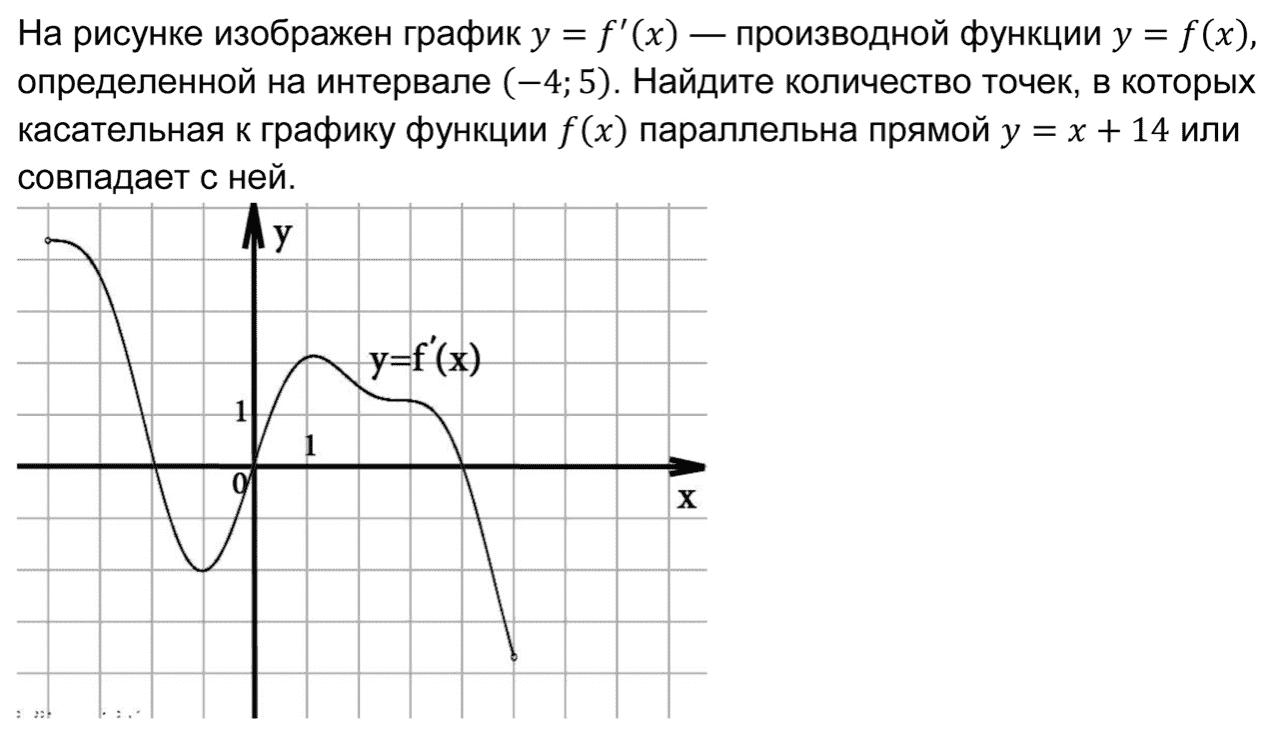 На рисунке изображен график y = f′(x) — производной функции y = f(x),
определенной на интервале (−4; 5). Найдите количество точек, в которых
касательная к графику функции f(x) параллельна прямой y = x + 14 или
совпадает с ней.
y
y=f′(x)
1
1
0
x